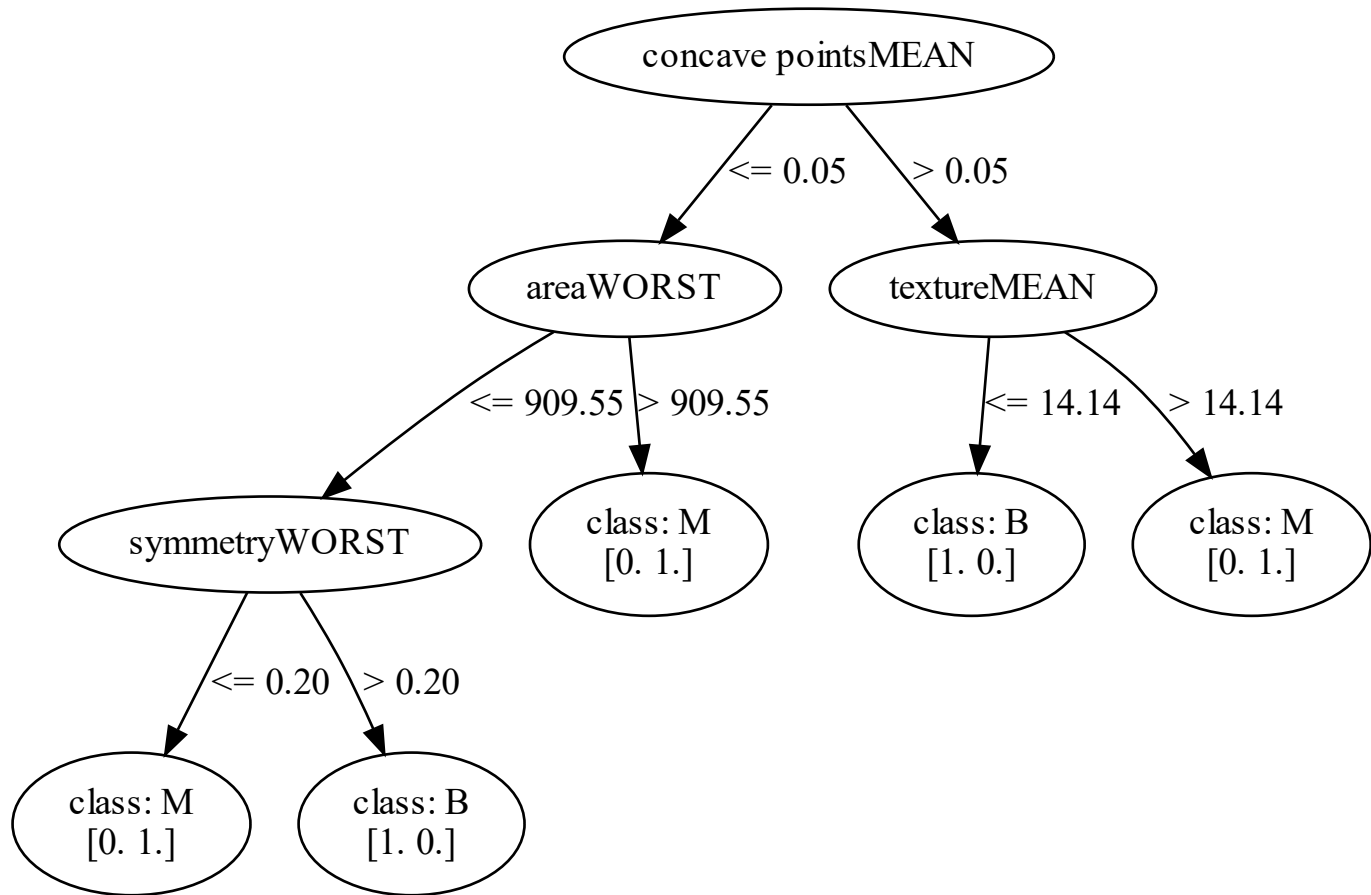 concave pointsMEAN
<= 0.05
> 0.05
areaWORST
textureMEAN
<= 909.55
> 909.55
<= 14.14
> 14.14
symmetryWORST
class: M
[0. 1.]
class: B
[1. 0.]
class: M
[0. 1.]
<= 0.20
> 0.20
class: M
[0. 1.]
class: B
[1. 0.]